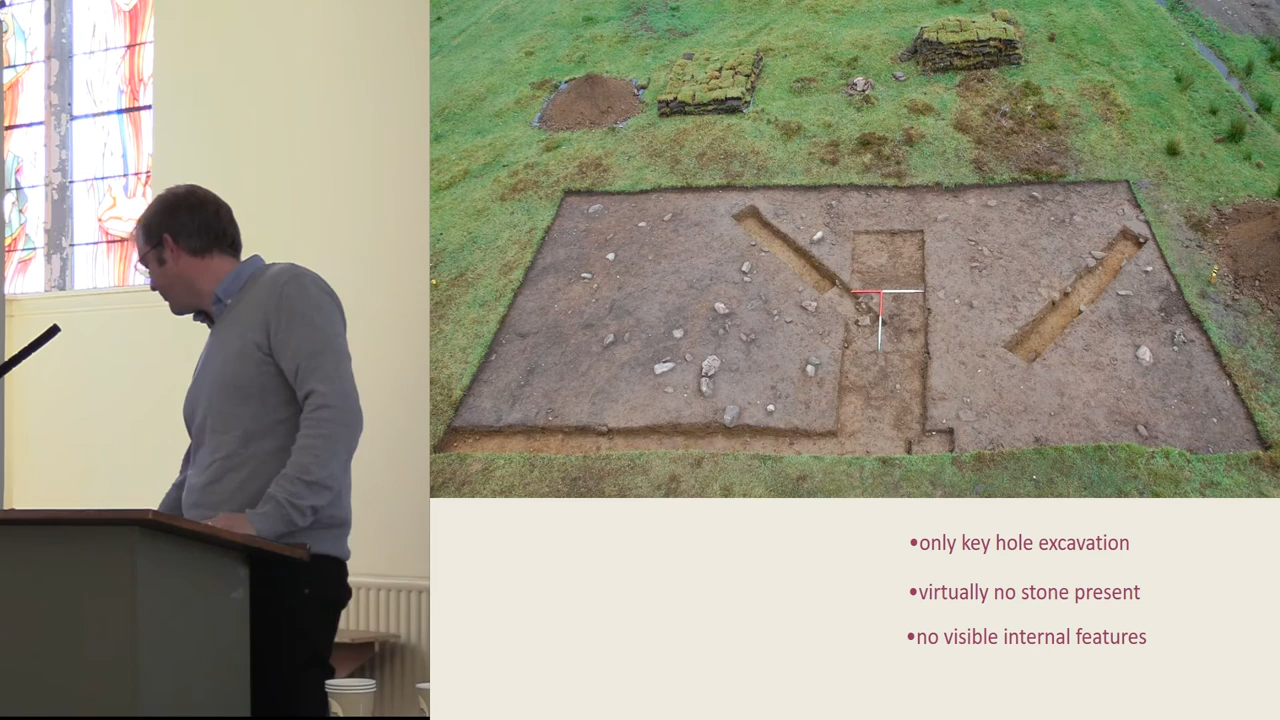 •only key hole excavation
•virtually no stone present
•no visible internal features